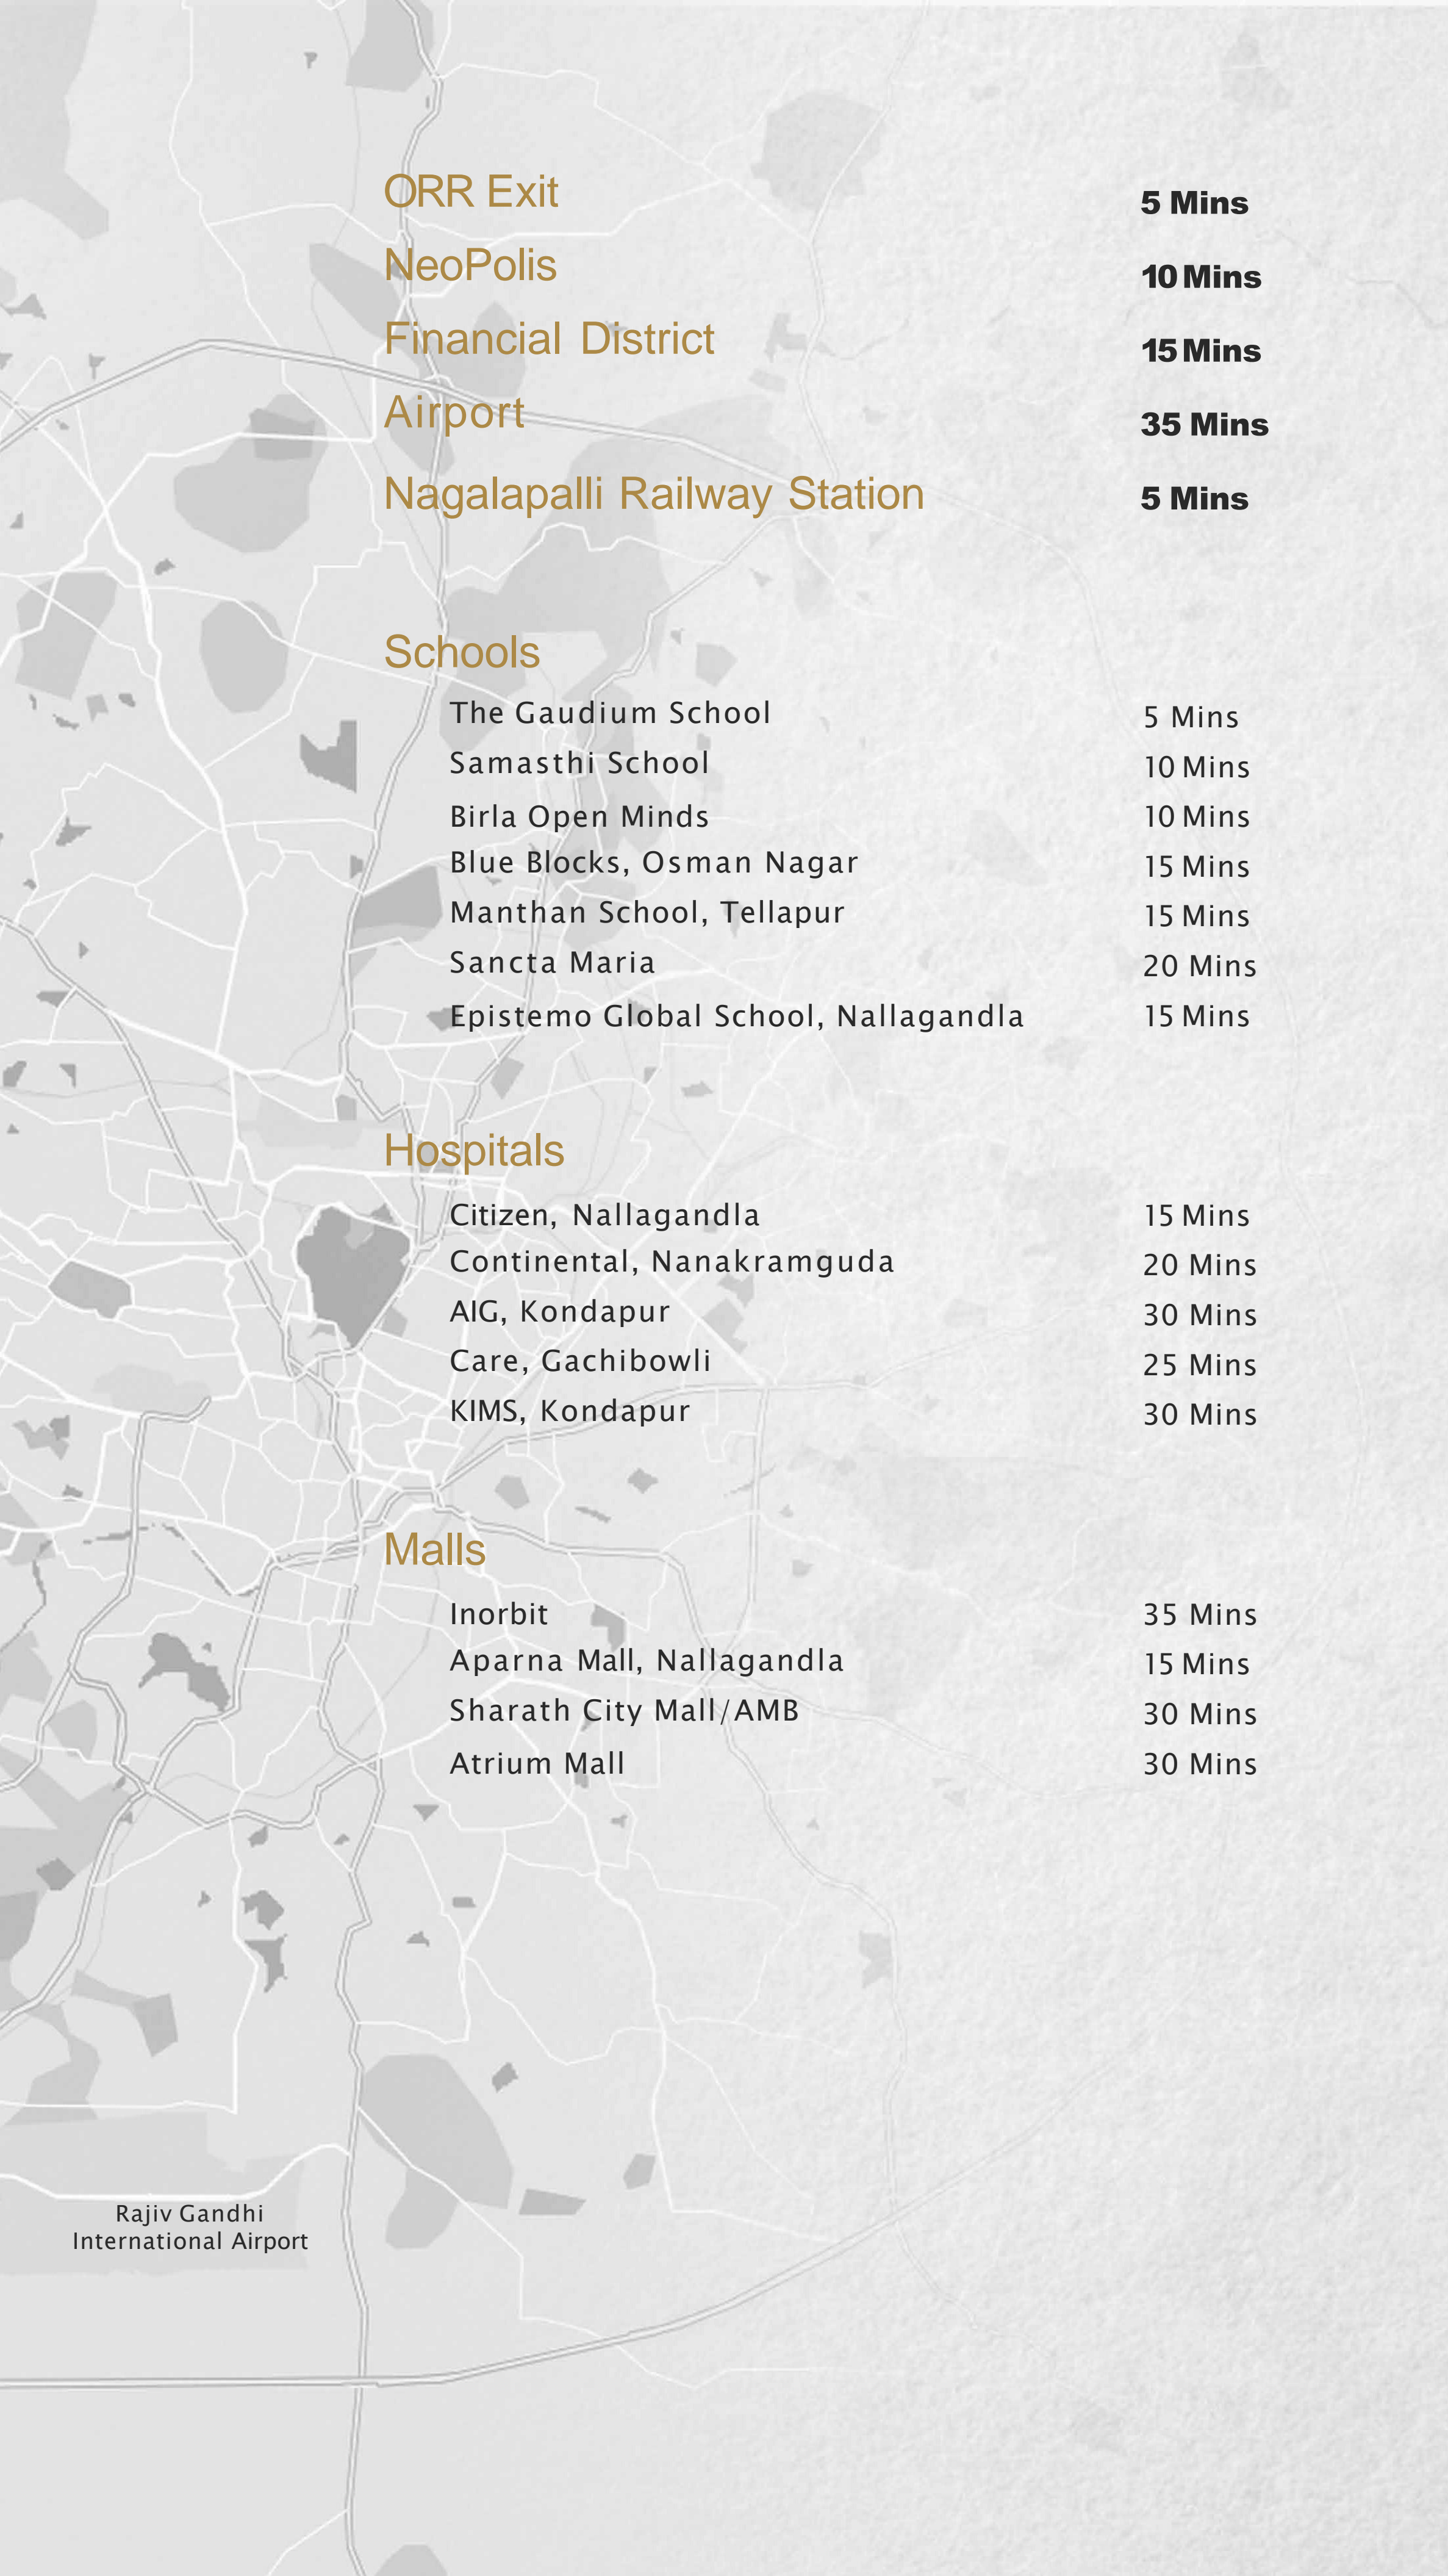 ORR Exit 5 Mins
NeoPolis 10 Mins
Financial District 15 Mins
Airport 35 Mins
Nagalapalli Railway Station 5 Mins
Schools
The Gaudium School 5 Mins
Samasthi School 10 Mins
Birla Open Minds 10 Mins
Blue Blocks, Osman Nagar 15 Mins
Manthan School, Tellapur 15 Mins
Sancta Maria 20 Mins
Epistemo Global School, Nallagandla 15 Mins
Hospitals
Citizen, Nallagandla 15 Mins
Continental, Nanakramguda 20 Mins
AIG, Kondapur 30 Mins
Care, Gachibowli 25 Mins
KIMS, Kondapur 30 Mins
Malls
Inorbit 35 Mins
Aparna Mall, Nallagandla 15 Mins
Sharath City Mall/AMB 30 Mins
Atrium Mall 30 Mins
Rajiv Gandhi
International Airport